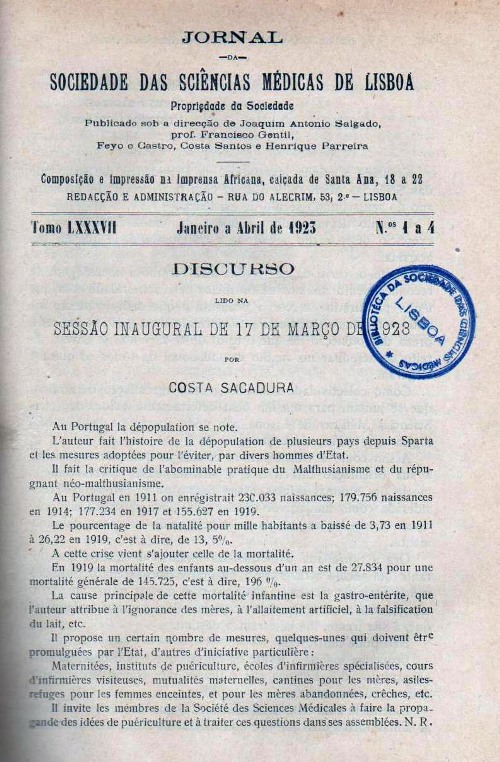 JORNAL
—DA—
SOCIEDADE DAS SCIÊNCIAS MÉDICAS DE LISBOA
Propriedade da Sociedade
Publicado sob a direcção de Joaquim Antonio Salgado,
prof. Francisco Gentil,
Feyo e Castro, Costa Santos e Henrique Parreira
Composição e impressão na Imprensa Africana, calçada de Santa Ana, 18 a 22
REDACÇÃO E ADMINISTRAÇÃO — RUA DO ALECRIM, 53, 2.º — LISBOA
Tomo LXXXVII Janeiro a Abril de 1923 N.os 1 a 4
DISCURSO
LIDO NA
SESSÃO INAUGURAL DE 17 DE MARÇO DE 1923
POR
COSTA SACADURA
BIBLIOTECA DA SOCIEDADE DAS SCIÊNCIAS MÉDICAS
LISBOA
Au Portugal la dépopulation se note.
L'auteur fait l'histoire de la dépopulation de plusieurs pays depuis Sparta
et les mesures adoptées pour l'éviter, par divers hommes d'Etat.
Il fait la critique de l'abominable pratique du Malthusianisme et du répu-
gnant néo-malthusianisme.
Au Portugal en 1911 on enrégistrait 230.033 naissances; 179.756 naissances
en 1914; 177.234 en 1917 et 155.627 en 1919.
Le pourcentage de la natalité pour mille habitants a baissé de 3,73 en 1911
à 26,22 en 1919, c'est à dire, de 13, 5%.
A cette crise vient s'ajouter celle de la mortalité.
En 1919 la mortalité des enfants au-dessous d'un an est de 27.834 pour une
mortalité générale de 145.725, c'est à dire, 196 %.
La cause principale de cette mortalité infantine est la gastro-entérite, que
l'auteur attribue à l'ignorance des mères, à l'allaitement artificiel, à la falsification
du lait, etc.
Il propose un certain nombre de mesures, quelques-unes qui doivent être
promulguées par l'Etat, d'autres d'iniciative particulière :
Maternitées, instituts de puériculture, écoles d'infirmières spécialisées, cours
d'infirmières visiteuses, mutualités maternelles, cantines pour les mères, asiles-
refuges pour les femmes enceintes, et pour les mères abandonnées, crêches, etc.
Il invite les mémbres de la Société des Sciences Médicales à faire la propa-
gande des idées de puériculture et à traiter ces questions dans ses assemblées. N. R.